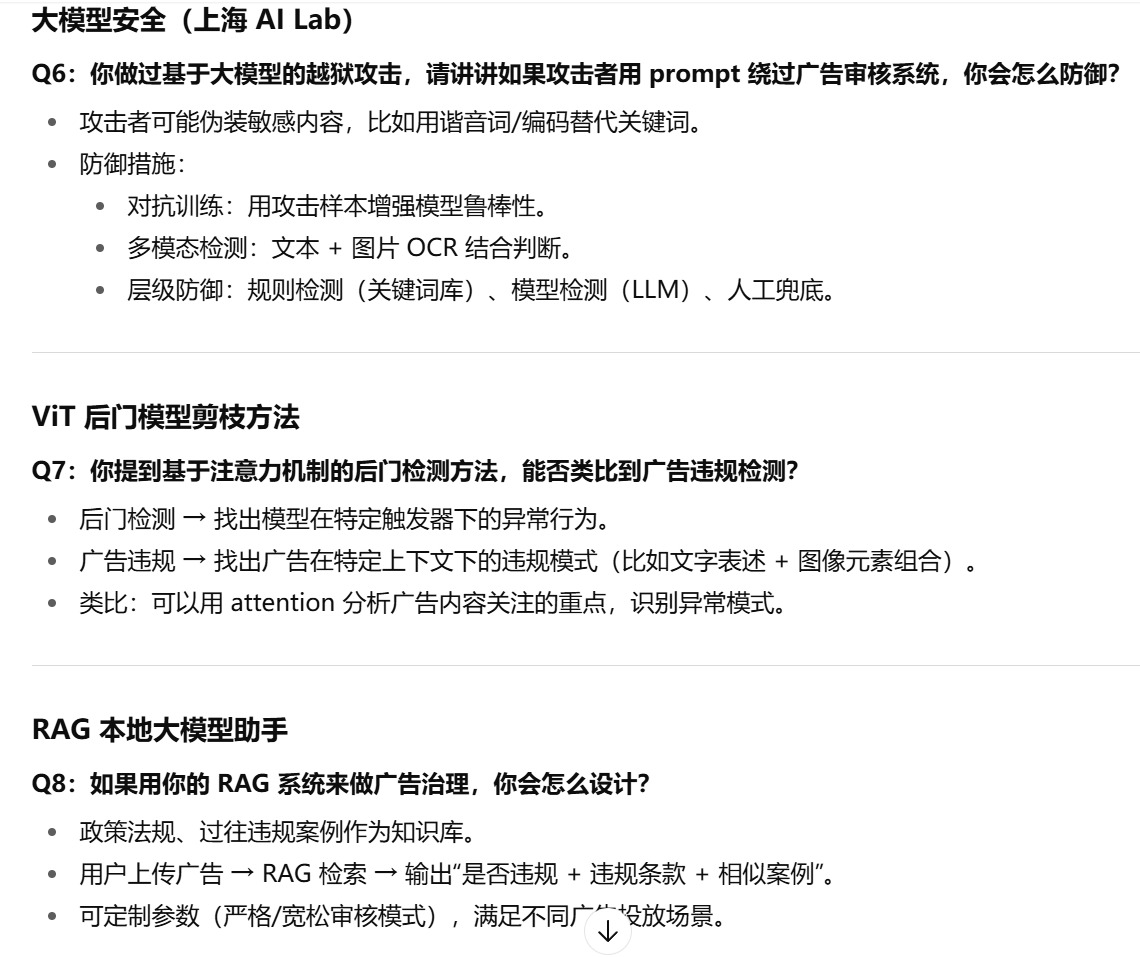 大模型安全（上海 AI Lab）
Q6：你做过基于大模型的越狱攻击，请讲讲如果攻击者用 prompt 绕过广告审核系统，你会怎么防御？
攻击者可能伪装敏感内容，比如用谐音词/编码替代关键词。
防御措施：
对抗训练：用攻击样本增强模型鲁棒性。
多模态检测：文本 + 图片 OCR 结合判断。
层级防御：规则检测（关键词库）、模型检测（LLM）、人工兜底。
ViT 后门模型剪枝方法
Q7：你提到基于注意力机制的后门检测方法，能否类比到广告违规检测？
后门检测 → 找出模型在特定触发器下的异常行为。
广告违规 → 找出广告在特定上下文下的违规模式（比如文字表述 + 图像元素组合）。
类比：可以用 attention 分析广告内容关注的重点，识别异常模式。
RAG 本地大模型助手
Q8：如果用你的 RAG 系统来做广告治理，你会怎么设计？
政策法规、过往违规案例作为知识库。
用户上传广告 → RAG 检索 → 输出“是否违规 + 违规条款 + 相似案例”。
可定制参数（严格/宽松审核模式），满足不同广告投放场景。